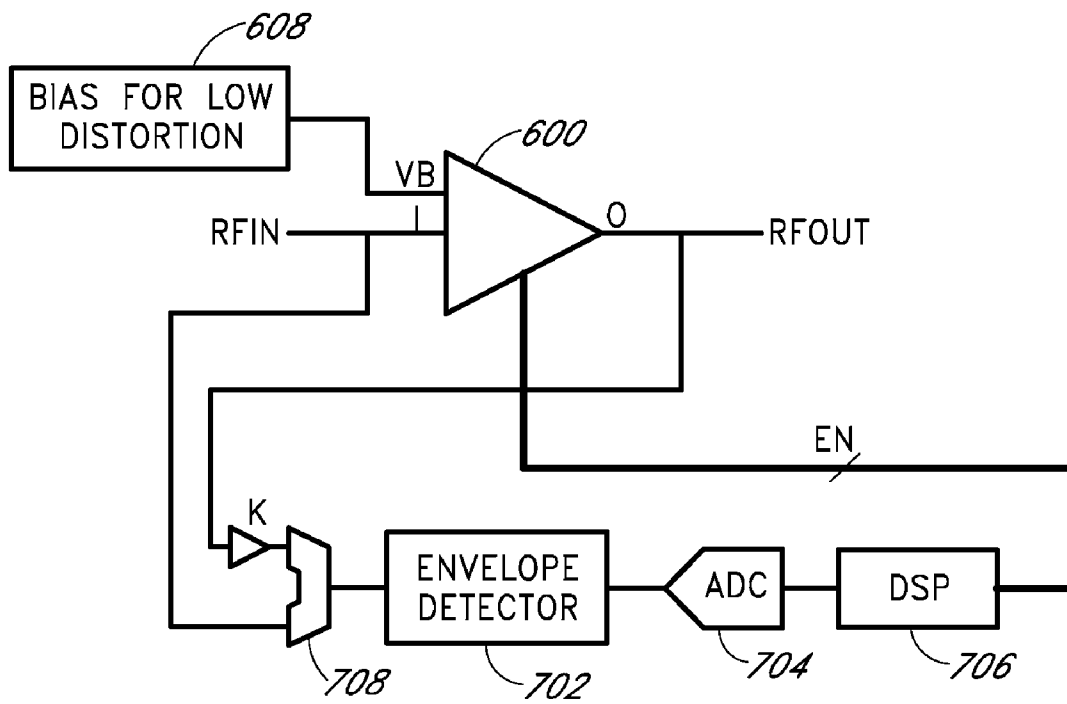 608
BIAS FOR LOW
DISTORTION
600
VB
I
O
RFIN
RFOUT
EN
K
ENVELOPE
DETECTOR
ADC
DSP
708
702
704
706